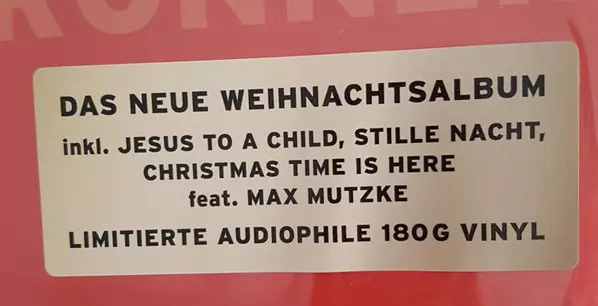 DAS NEUE WEIHNACHTSALBUM
inkl. JESUS TO A CHILD, STILLE NACHT,
CHRISTMAS TIME IS HERE
feat. MAX MUTZKE
LIMITIERTE AUDIOPHILE 180G VINYL